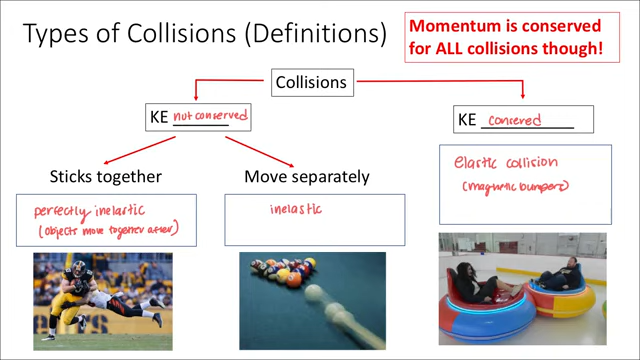 Types of Collisions (Definitions)
Momentum is conserved
for ALL collisions though!
Collisions
KE not conserved
KE conserved
Sticks together
Move separately
elastic collision
(magnetic bumpers)
perfectly inelastic
(objects move together after)
inelastic